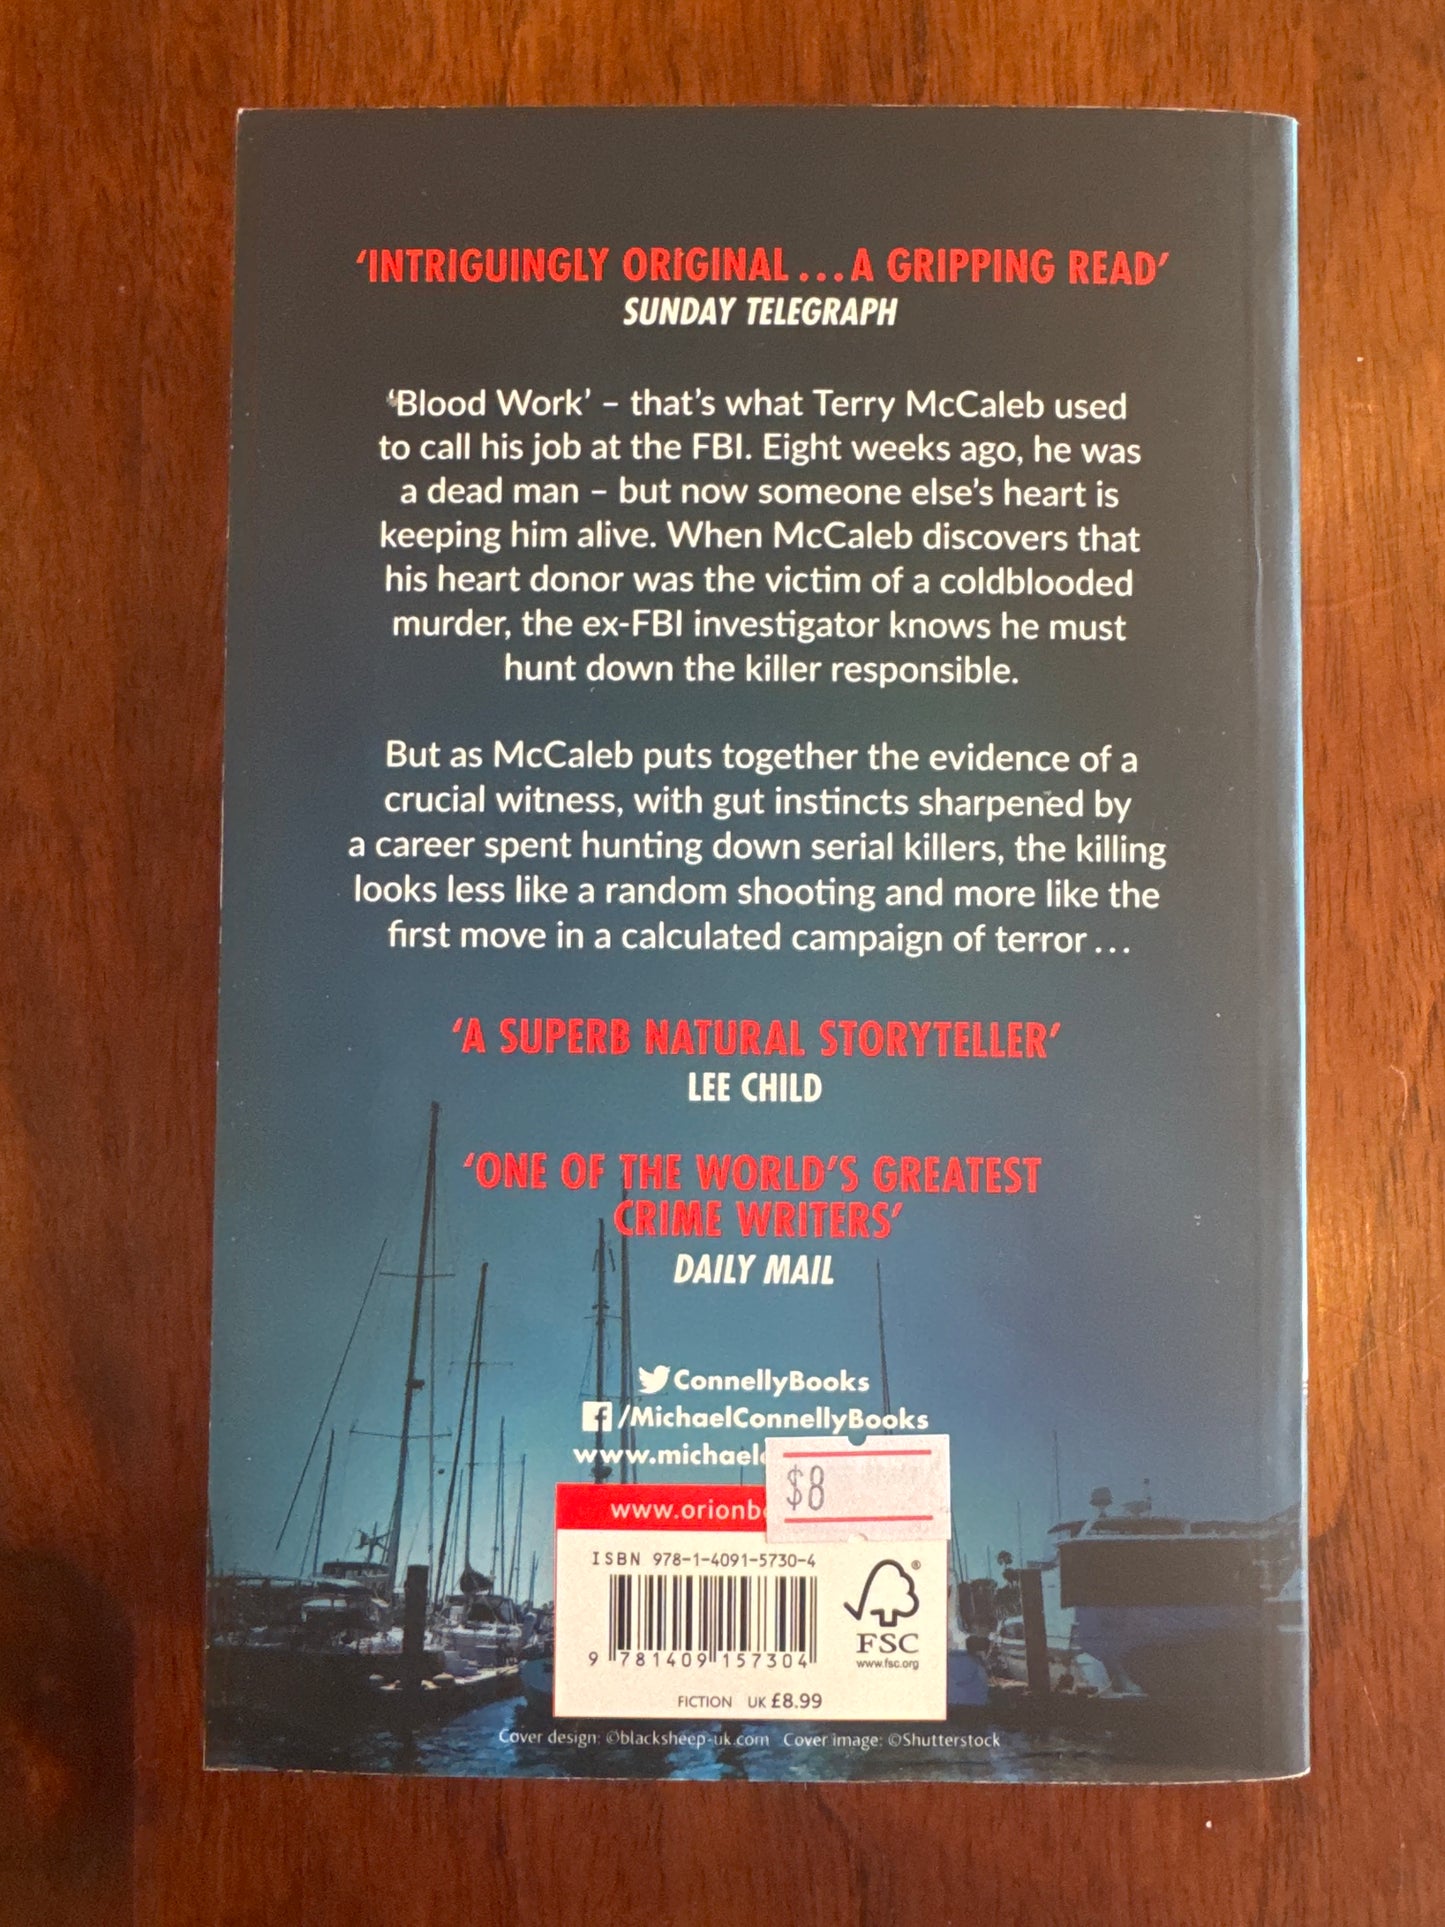 ‘INTRIGUINGLY ORIGINAL ... A GRIPPING READ’
SUNDAY TELEGRAPH
‘Blood Work’ – that’s what Terry McCaleb used
to call his job at the FBI. Eight weeks ago, he was
a dead man – but now someone else’s heart is
keeping him alive. When McCaleb discovers that
his heart donor was the victim of a coldblooded
murder, the ex-FBI investigator knows he must
hunt down the killer responsible.
But as McCaleb puts together the evidence of a
crucial witness, with gut instincts sharpened by
a career spent hunting down serial killers, the killing
looks less like a random shooting and more like the
first move in a calculated campaign of terror ...
‘A SUPERB NATURAL STORYTELLER’
LEE CHILD
‘ONE OF THE WORLD’S GREATEST
CRIME WRITERS’
DAILY MAIL
ConnellyBooks
/MichaelConnellyBooks
www.michael
$8
www.orionb
ISBN 978-1-4091-5730-4
9 781409 157304
FSC
www.fsc.org
FICTION UK £8.99
Cover design: ©blacksheep-uk.com Cover image: ©Shutterstock